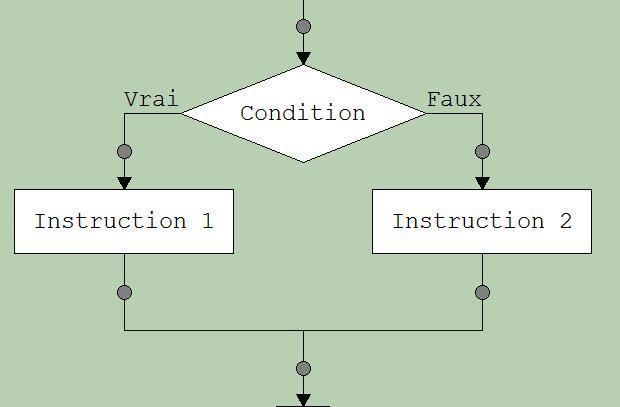 Vrai
Faux
Condition
Instruction 1
Instruction 2